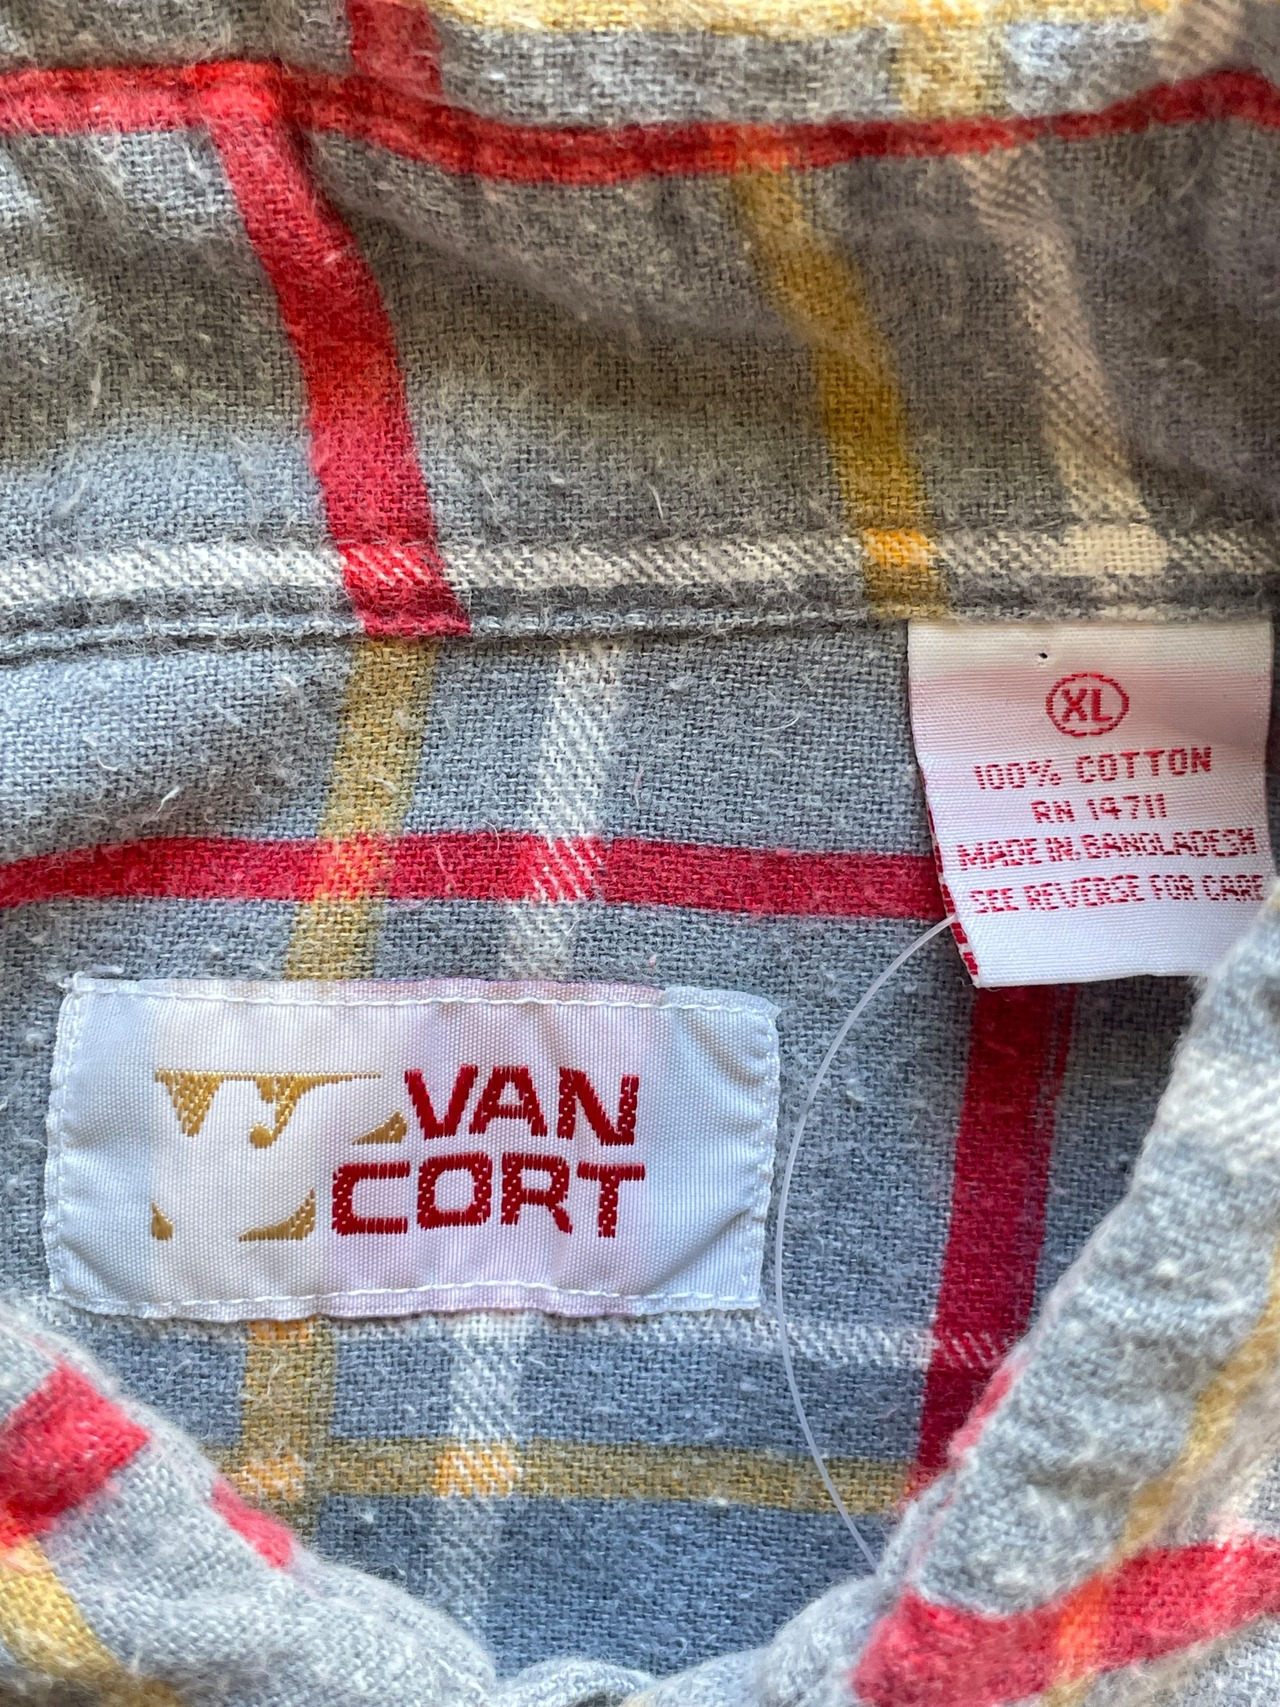 XL
100% COTTON
RN 14711
MADE IN BANGLADESH
SEE REVERSE FOR CARE
VAN
CORT